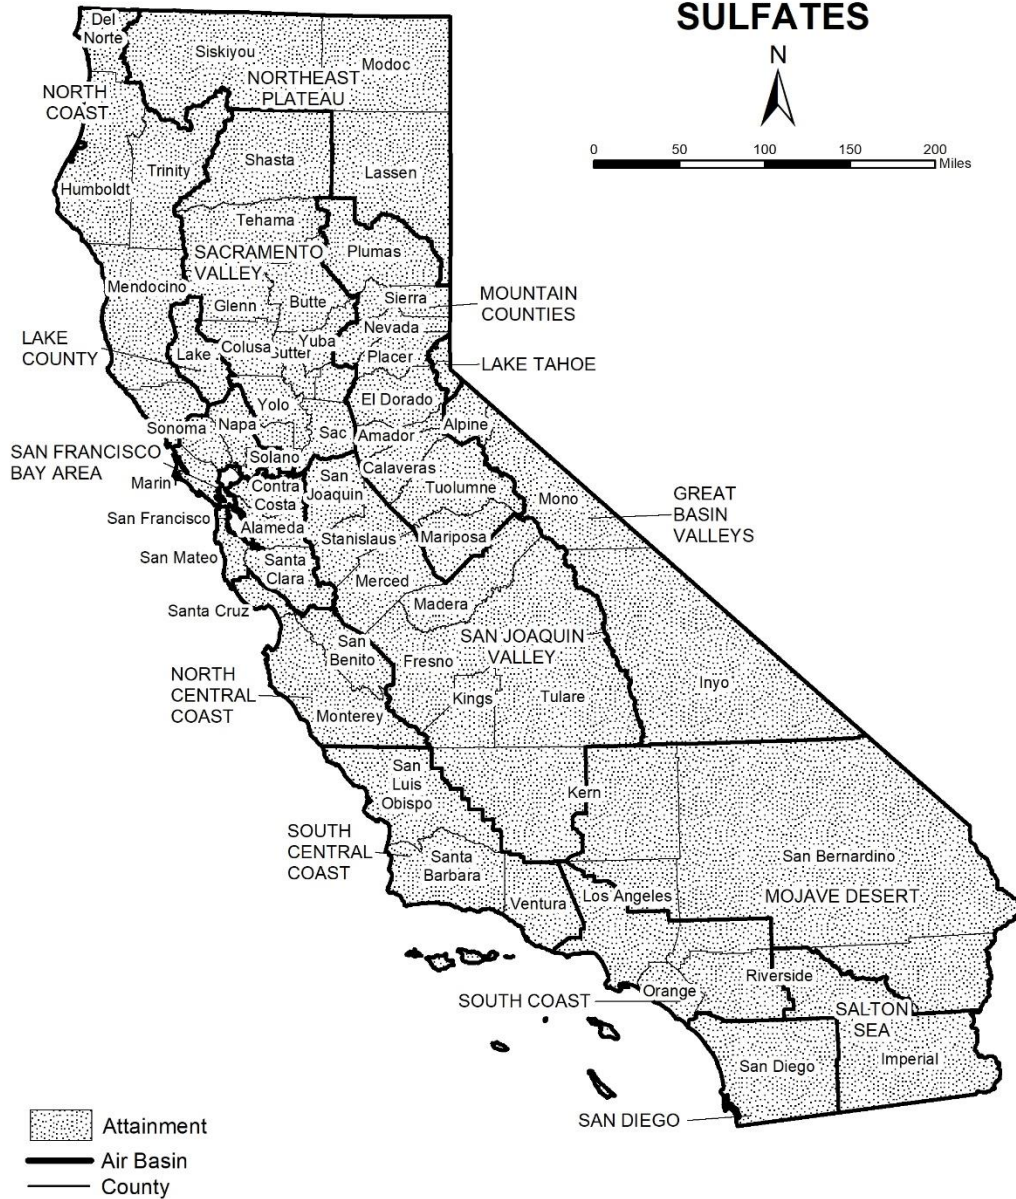 SULFATES
N
0 50 100 150 200
Miles
Del
Norte
Siskiyou
Modoc
NORTHEAST
PLATEAU
NORTH
COAST
Shasta
Trinity
Lassen
Humboldt
Tehama
Plumas
SACRAMENTO
VALLEY
Mendocino
Glenn
Butte
Sierra
MOUNTAIN
COUNTIES
Nevada
LAKE
COUNTY
Lake
Colusa
Yuba
utter
Placer
LAKE TAHOE
El Dorado
Yolo
Napa
Sonoma
Sac
Amador
Alpine
SAN FRANCISCO
BAY AREA
Solano
Calaveras
Marin
Contra
Costa
San
Joaquin
Tuolumne
Mono
GREAT
BASIN
VALLEYS
San Francisco
Alameda
Stanislaus
Mariposa
San Mateo
Santa
Clara
Merced
Santa Cruz
Madera
San
Benito
SAN JOAQUIN
VALLEY
Fresno
NORTH
CENTRAL
COAST
Monterey
Kings
Tulare
Inyo
San
Luis
Obispo
Kern
SOUTH
CENTRAL
COAST
Santa
Barbara
San Bernardino
Ventura
Los Angeles
MOJAVE DESERT
Riverside
Orange
SOUTH COAST
SALTON
SEA
San Diego
Imperial
SAN DIEGO
Attainment
Air Basin
County